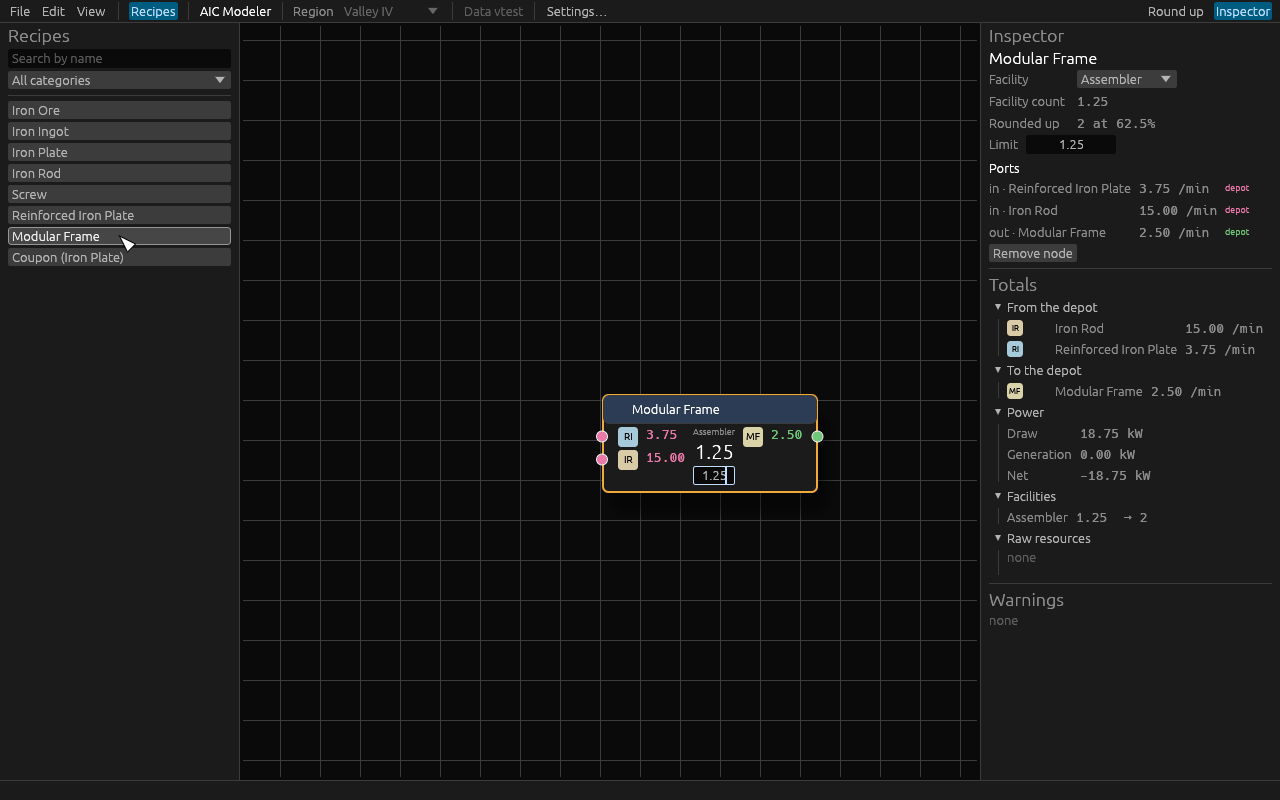 File Edit View Recipes AIC Modeler Region Valley IV Data vtest Settings… Round up Inspector
Recipes
Search by name
All categories
Iron Ore
Iron Ingot
Iron Plate
Iron Rod
Screw
Reinforced Iron Plate
Modular Frame
Coupon (Iron Plate)
Modular Frame
RI 3.75 Assembler MF 2.50
1.25
IR 15.00
1.25
Inspector
Modular Frame
Facility Assembler
Facility count 1.25
Rounded up 2 at 62.5%
Limit 1.25
Ports
in · Reinforced Iron Plate 3.75 /min depot
in · Iron Rod 15.00 /min depot
out · Modular Frame 2.50 /min depot
Remove node
Totals
From the depot
IR Iron Rod 15.00 /min
RI Reinforced Iron Plate 3.75 /min
To the depot
MF Modular Frame 2.50 /min
Power
Draw 18.75 kW
Generation 0.00 kW
Net −18.75 kW
Facilities
Assembler 1.25 → 2
Raw resources
none
Warnings
none